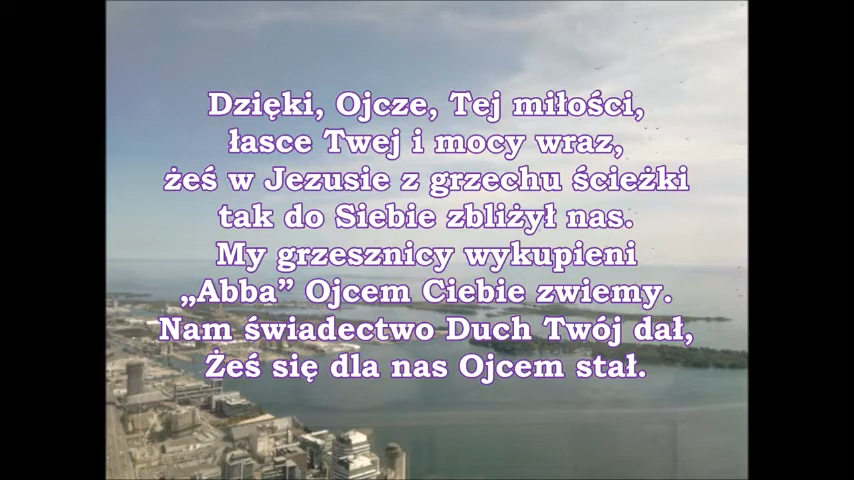 Dzięki, Ojcze, Tej miłości,
łasce Twej i mocy wraz,
żeś w Jezusie z grzechu ścieżki
tak do Siebie zbliżył nas.
My grzesznicy wykupieni
„Abba” Ojcem Ciebie zwiemy.
Nam świadectwo Duch Twój dał,
Żeś się dla nas Ojcem stał.